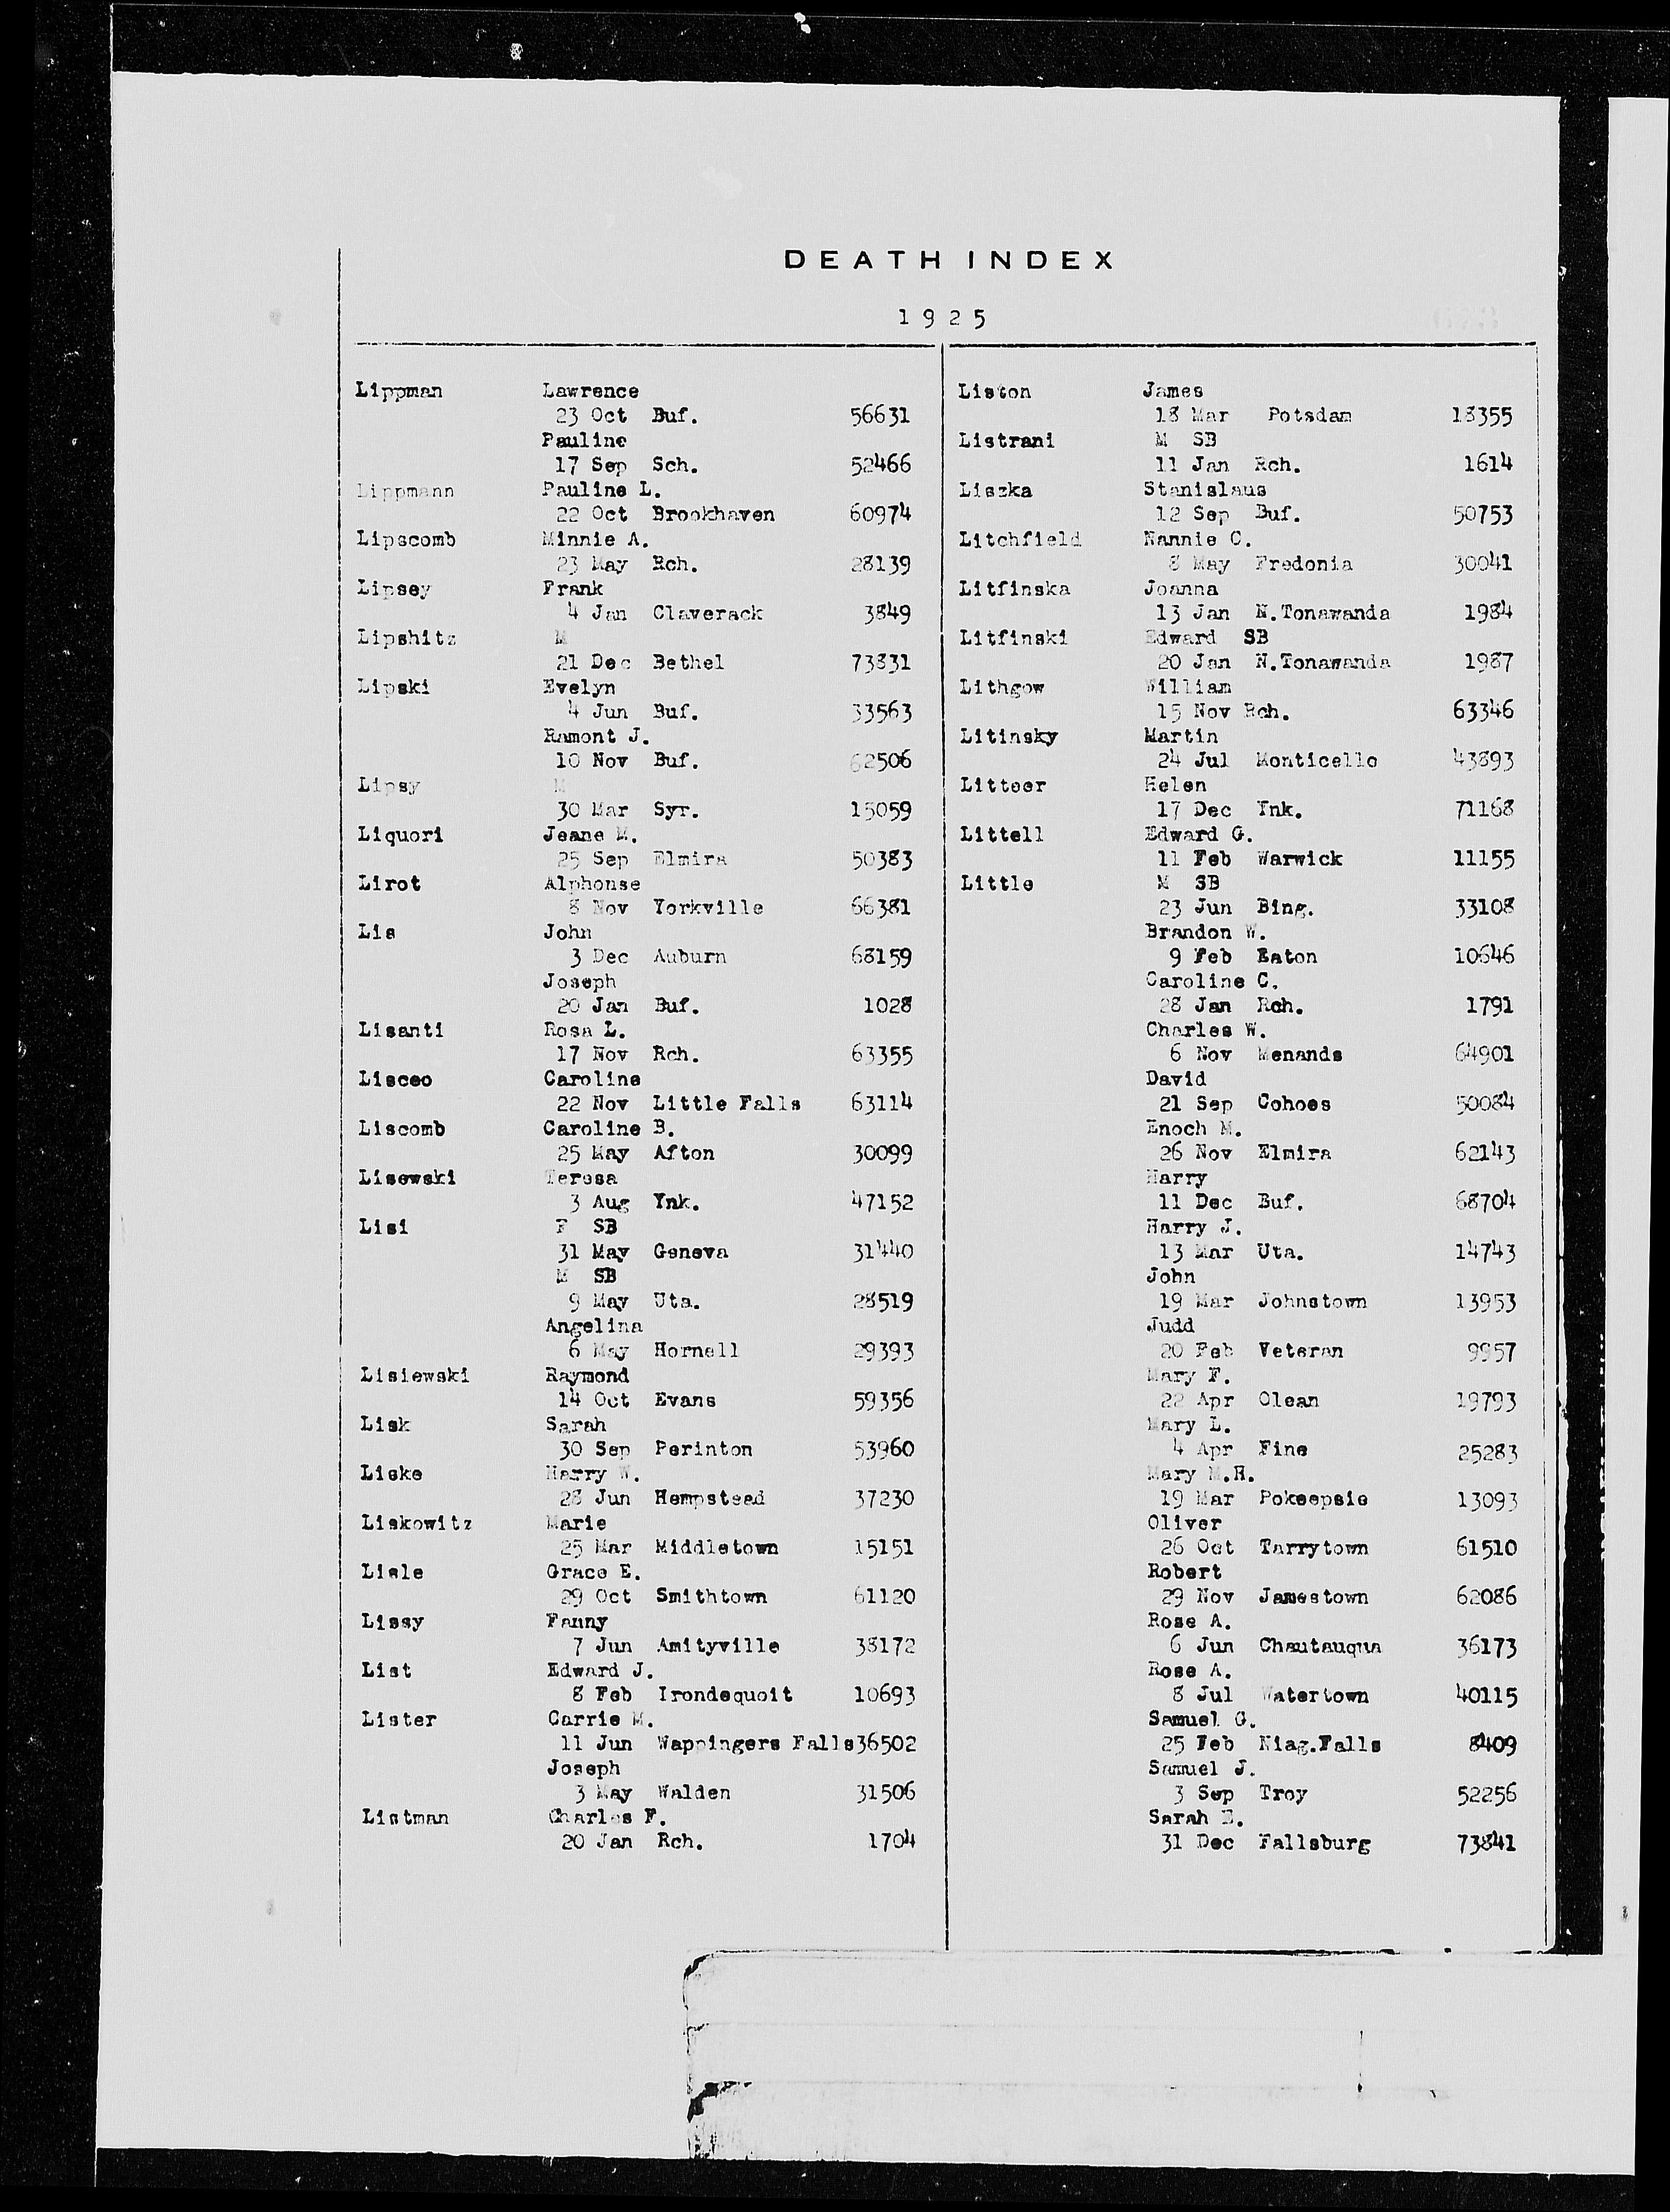 DEATH INDEX
1925
Lippman Lawrence
23 Oct Buf. 56631
Pauline
17 Sep Sch. 52466
Lippmann Pauline L.
22 Oct Brookhaven 60974
Lipscomb Minnie A.
23 May Rch. 28139
Lipsey Frank
4 Jan Claverack 3849
Lipshitz M
21 Dec Bethel 73831
Lipski Evelyn
4 Jun Buf. 33563
Ramont J.
10 Nov Buf. 62506
Lipsy M
30 Mar Syr. 15059
Liquori Jeane M.
25 Sep Elmira 50383
Lirot Alphonse
8 Nov Yorkville 66381
Lis John
3 Dec Auburn 68159
Joseph
20 Jan Buf. 1028
Lisanti Rosa L.
17 Nov Rch. 63355
Lisceo Caroline
22 Nov Little Falls 63114
Liscomb Caroline B.
25 May Afton 30099
Lisewski Teresa
3 Aug Ynk. 47152
Lisi F SB
31 May Geneva 31440
M SB
9 May Uta. 28519
Angelina
6 May Hornell 29393
Lisiewski Raymond
14 Oct Evans 59356
Lisk Sarah
30 Sep Perinton 53960
Liske Harry W.
28 Jun Hempstead 37230
Liskowitz Marie
25 Mar Middletown 15151
Lisle Grace E.
29 Oct Smithtown 61120
Lissy Fanny
7 Jun Amityville 38172
List Edward J.
8 Feb Irondequoit 10693
Lister Carrie M.
11 Jun Wappingers Falls36502
Joseph
3 May Walden 31506
Listman Charles F.
20 Jan Rch. 1704
Liston James
18 Mar Potsdam 18355
Listrani M SB
11 Jan Rch. 1614
Liszka Stanislaus
12 Sep Buf. 50753
Litchfield Nannie C.
8 May Fredonia 30041
Litfinska Joanna
13 Jan N.Tonawanda 1984
Litfinski Edward SB
20 Jan N.Tonawanda 1987
Lithgow William
15 Nov Rch. 63346
Litinsky Martin
24 Jul Monticello 43893
Litteer Helen
17 Dec Ynk. 71168
Littell Edward G.
11 Feb Warwick 11155
Little M SB
23 Jun Bing. 33108
Brandon W.
9 Feb Eaton 10646
Caroline C.
28 Jan Rch. 1791
Charles W.
6 Nov Menands 64901
David
21 Sep Cohoes 50084
Enoch M.
26 Nov Elmira 62143
Harry
11 Dec Buf. 68704
Harry J.
13 Mar Uta. 14743
John
19 Mar Johnstown 13953
Judd
20 Feb Veteran 9957
Mary F.
22 Apr Olean 19793
Mary L.
4 Apr Fine 25283
Mary M.H.
19 Mar Pokeepsie 13093
Oliver
26 Oct Tarrytown 61510
Robert
29 Nov Jamestown 62086
Rose A.
6 Jun Chautauqua 36173
Rose A.
8 Jul Watertown 40115
Samuel G.
25 Feb Niag.Falls 8409
Samuel J.
3 Sep Troy 52256
Sarah E.
31 Dec Fallsburg 73841